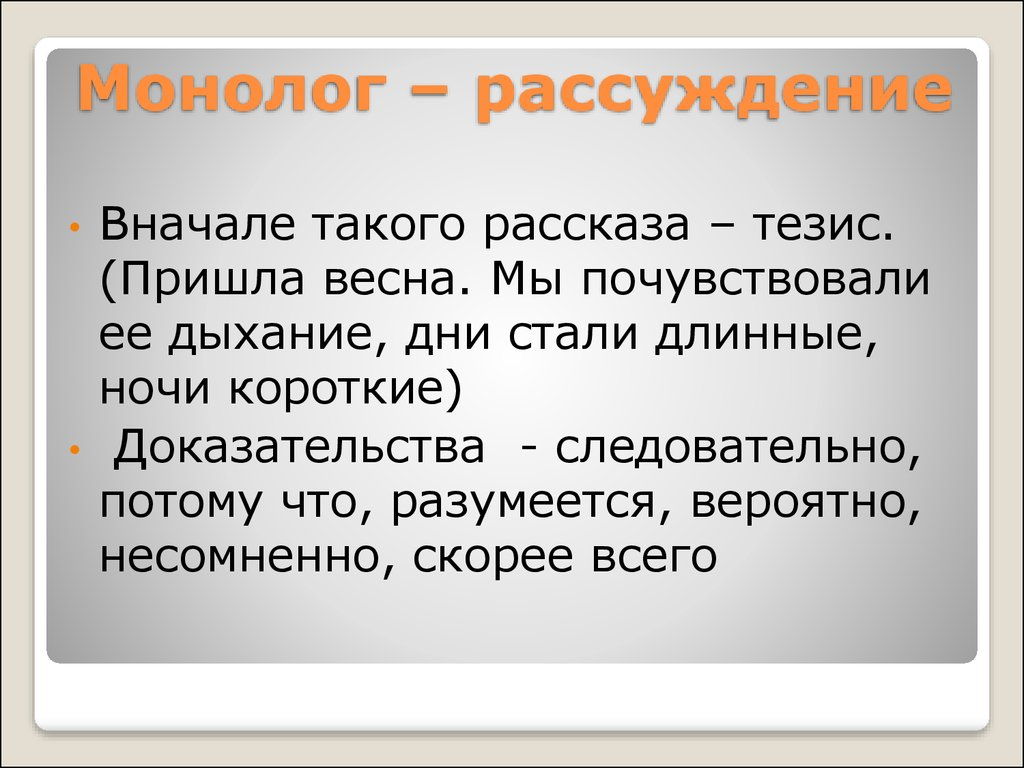 Монолог – рассуждение
• Вначале такого рассказа – тезис.
(Пришла весна. Мы почувствовали
ее дыхание, дни стали длинные,
ночи короткие)
• Доказательства - следовательно,
потому что, разумеется, вероятно,
несомненно, скорее всего